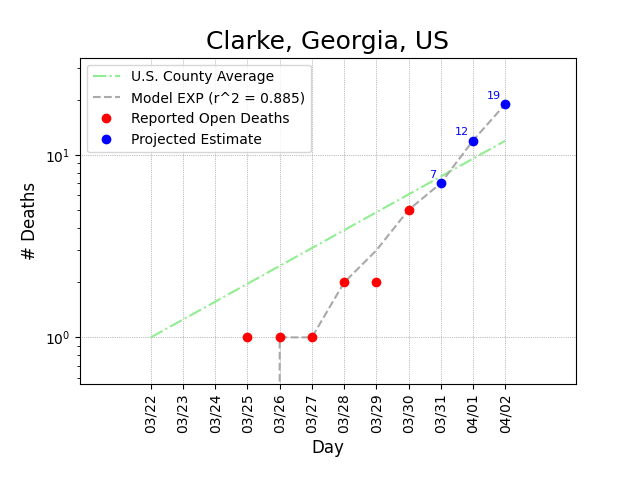 Clarke, Georgia, US
U.S. County Average
Model EXP (r^2 = 0.885)
Reported Open Deaths
Projected Estimate
19
12
7
10^1
10^0
# Deaths
03/22
03/23
03/24
03/25
03/26
03/27
03/28
03/29
03/30
03/31
04/01
04/02
Day